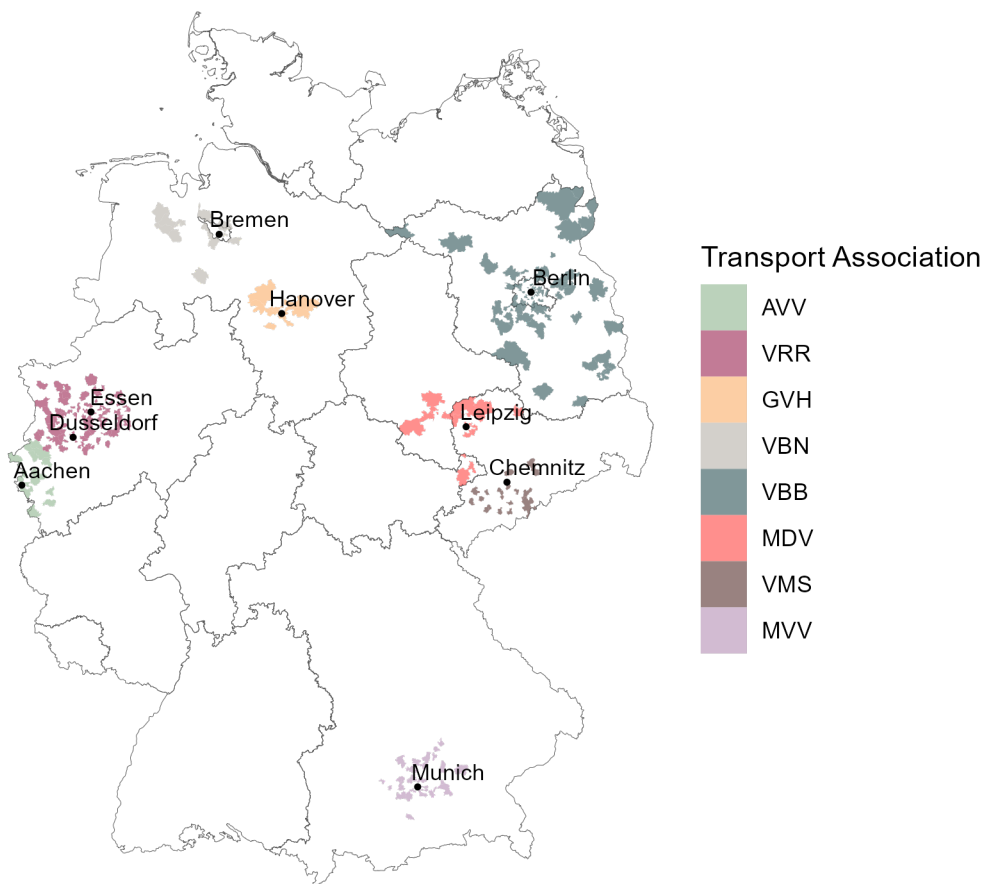 Bremen
Berlin
Hanover
Essen
Dusseldorf
Leipzig
Aachen
Chemnitz
Munich
Transport Association
AVV
VRR
GVH
VBN
VBB
MDV
VMS
MVV